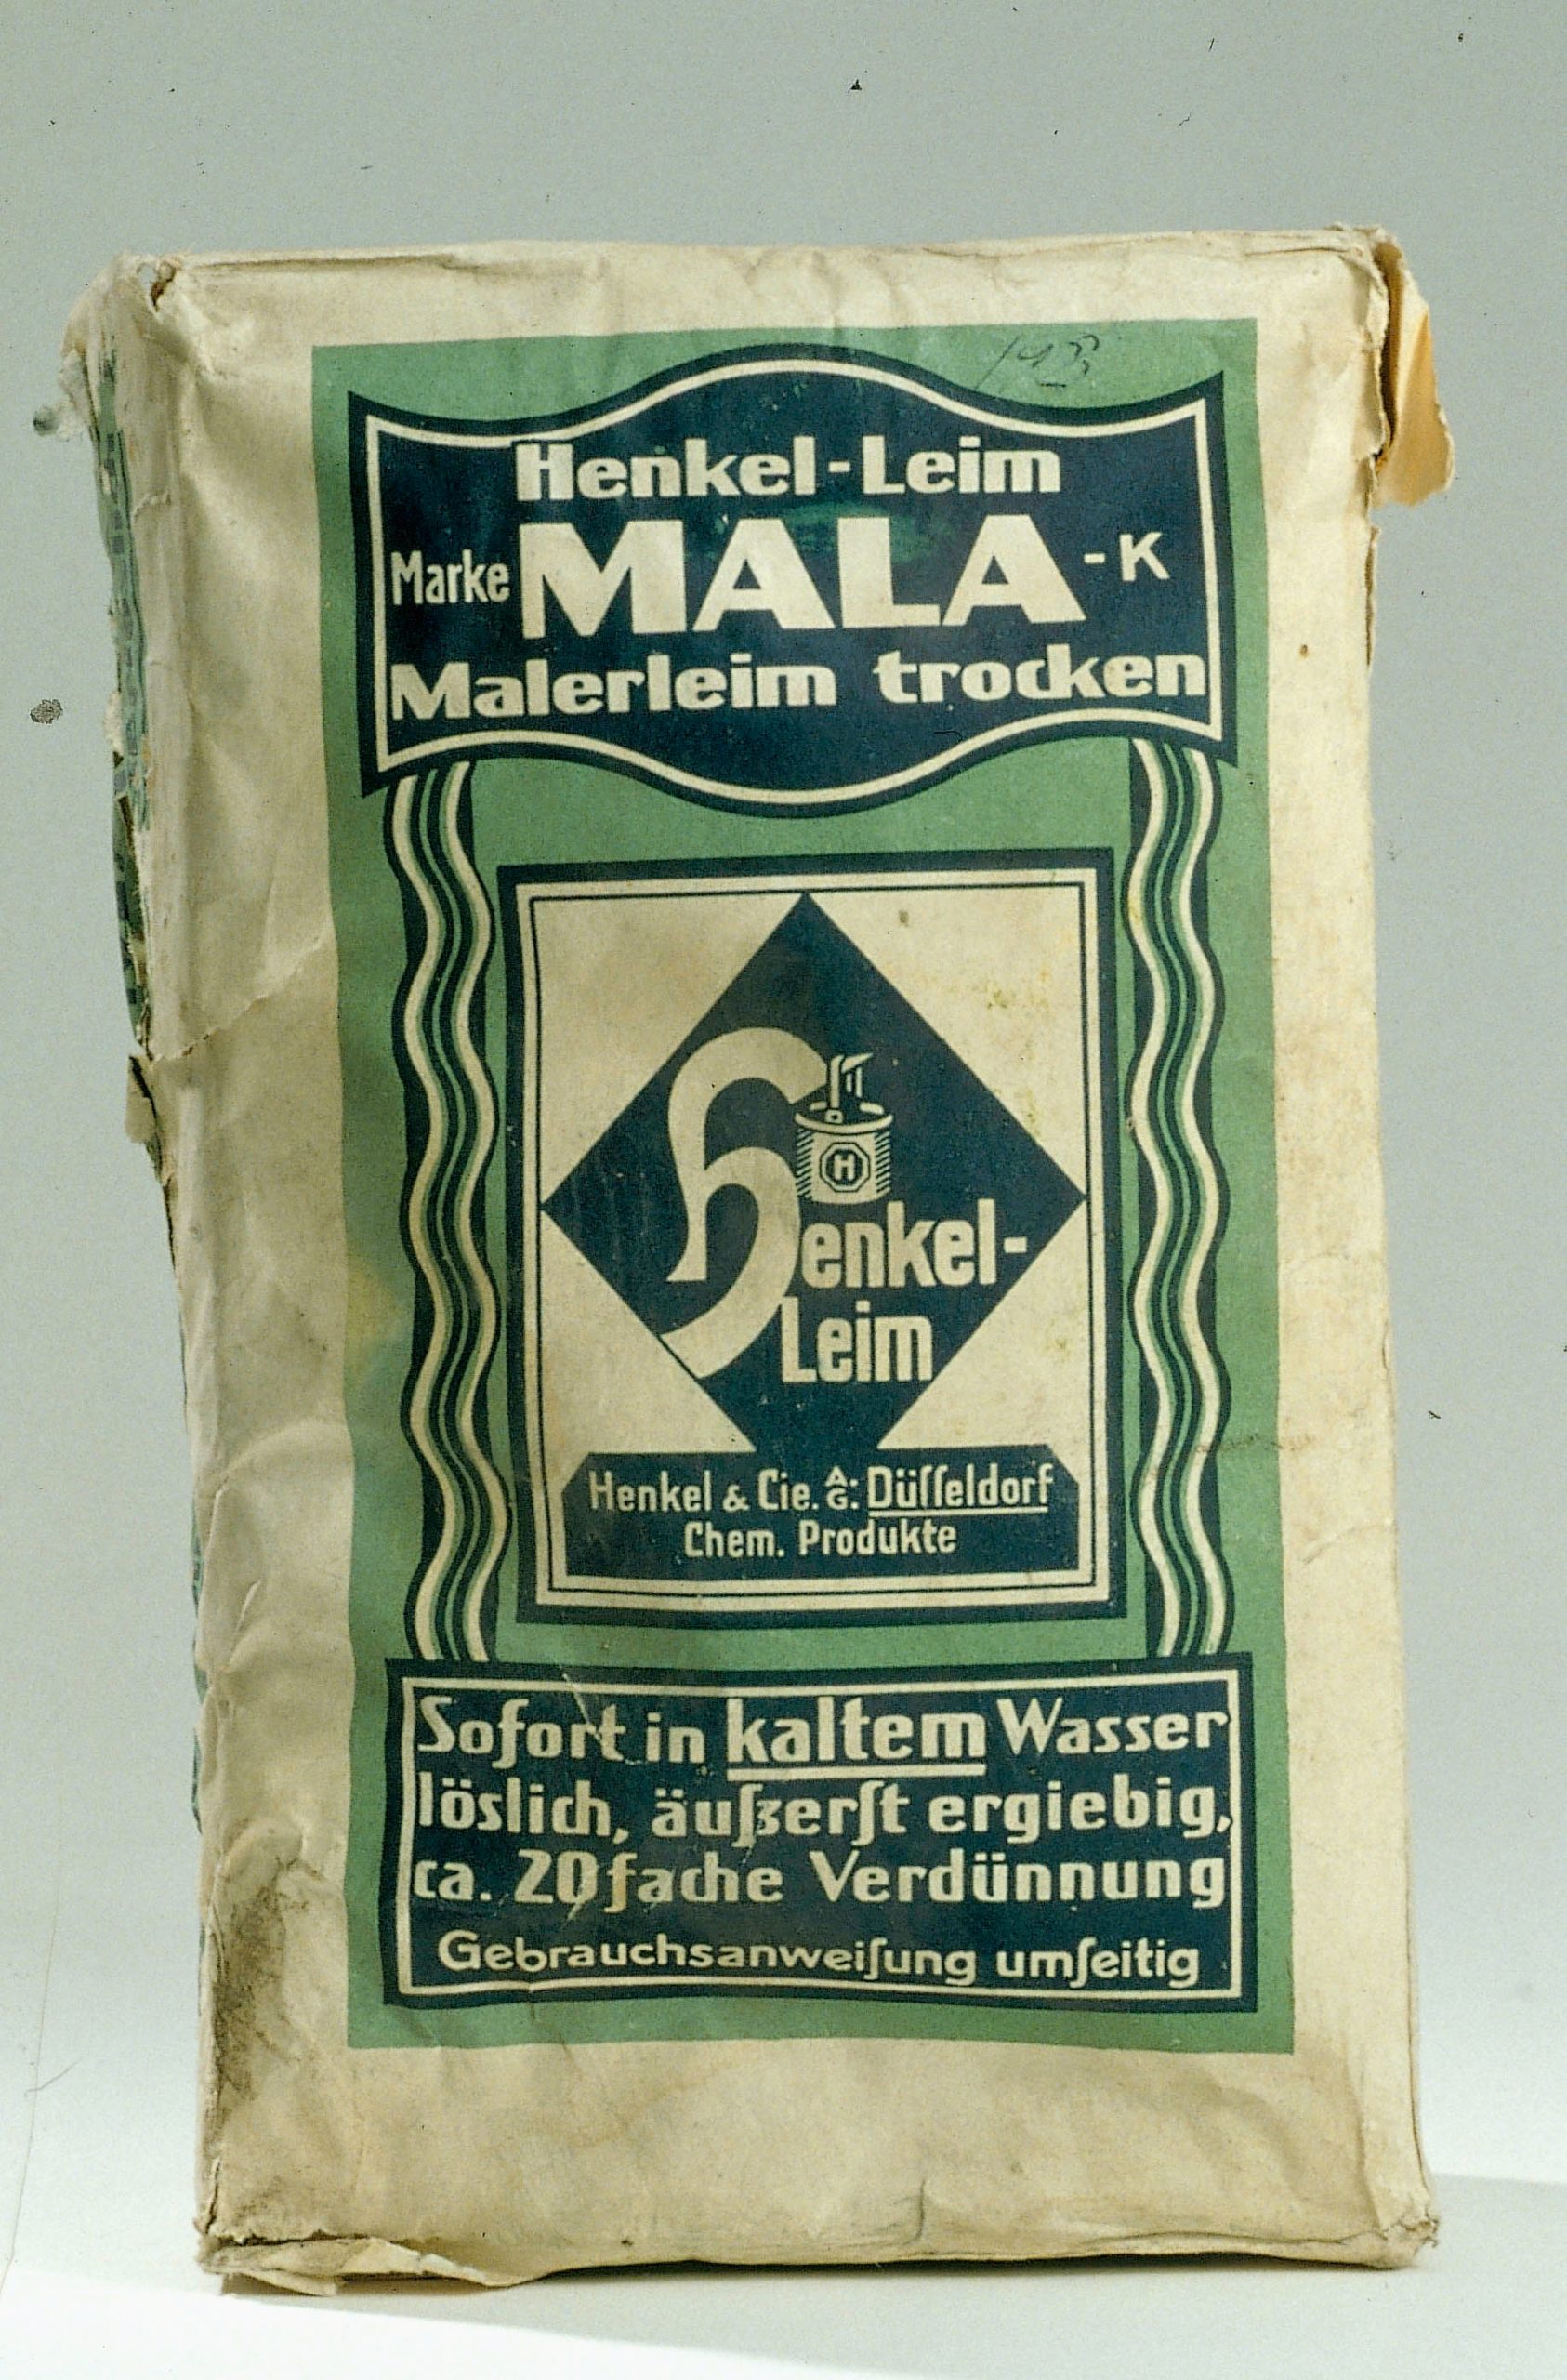 Henkel-Leim
Marke MALA-K
Malerleim trocken
H
Henkel-
Leim
Henkel & Cie. A.G. Düſſeldorf
Chem. Produkte
Sofort in kaltem Wasser
löslich, äußerſt ergiebig,
ca. 20fache Verdünnung
Gebrauchsanweiſung umſeitig